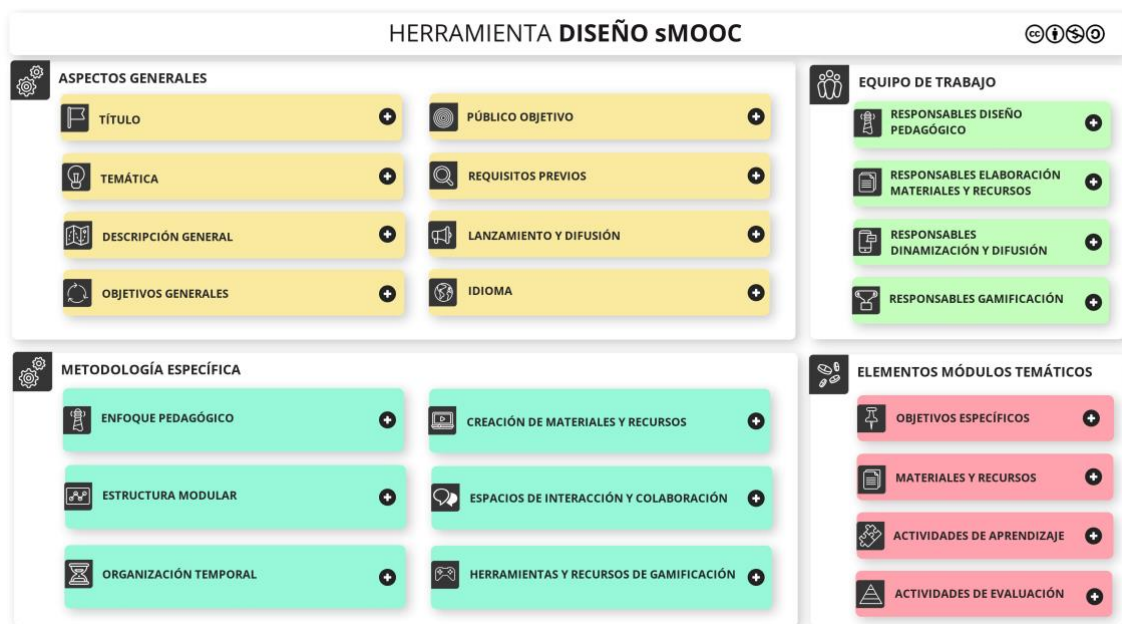 HERRAMIENTA DISEÑO sMOOC
ASPECTOS GENERALES
TÍTULO
TEMÁTICA
DESCRIPCIÓN GENERAL
OBJETIVOS GENERALES
PÚBLICO OBJETIVO
REQUISITOS PREVIOS
LANZAMIENTO Y DIFUSIÓN
IDIOMA
EQUIPO DE TRABAJO
RESPONSABLES DISEÑO
PEDAGÓGICO
RESPONSABLES ELABORACIÓN
MATERIALES Y RECURSOS
RESPONSABLES
DINAMIZACIÓN Y DIFUSIÓN
RESPONSABLES GAMIFICACIÓN
METODOLOGÍA ESPECÍFICA
ENFOQUE PEDAGÓGICO
ESTRUCTURA MODULAR
ORGANIZACIÓN TEMPORAL
CREACIÓN DE MATERIALES Y RECURSOS
ESPACIOS DE INTERACCIÓN Y COLABORACIÓN
HERRAMIENTAS Y RECURSOS DE GAMIFICACIÓN
ELEMENTOS MÓDULOS TEMÁTICOS
OBJETIVOS ESPECÍFICOS
MATERIALES Y RECURSOS
ACTIVIDADES DE APRENDIZAJE
ACTIVIDADES DE EVALUACIÓN